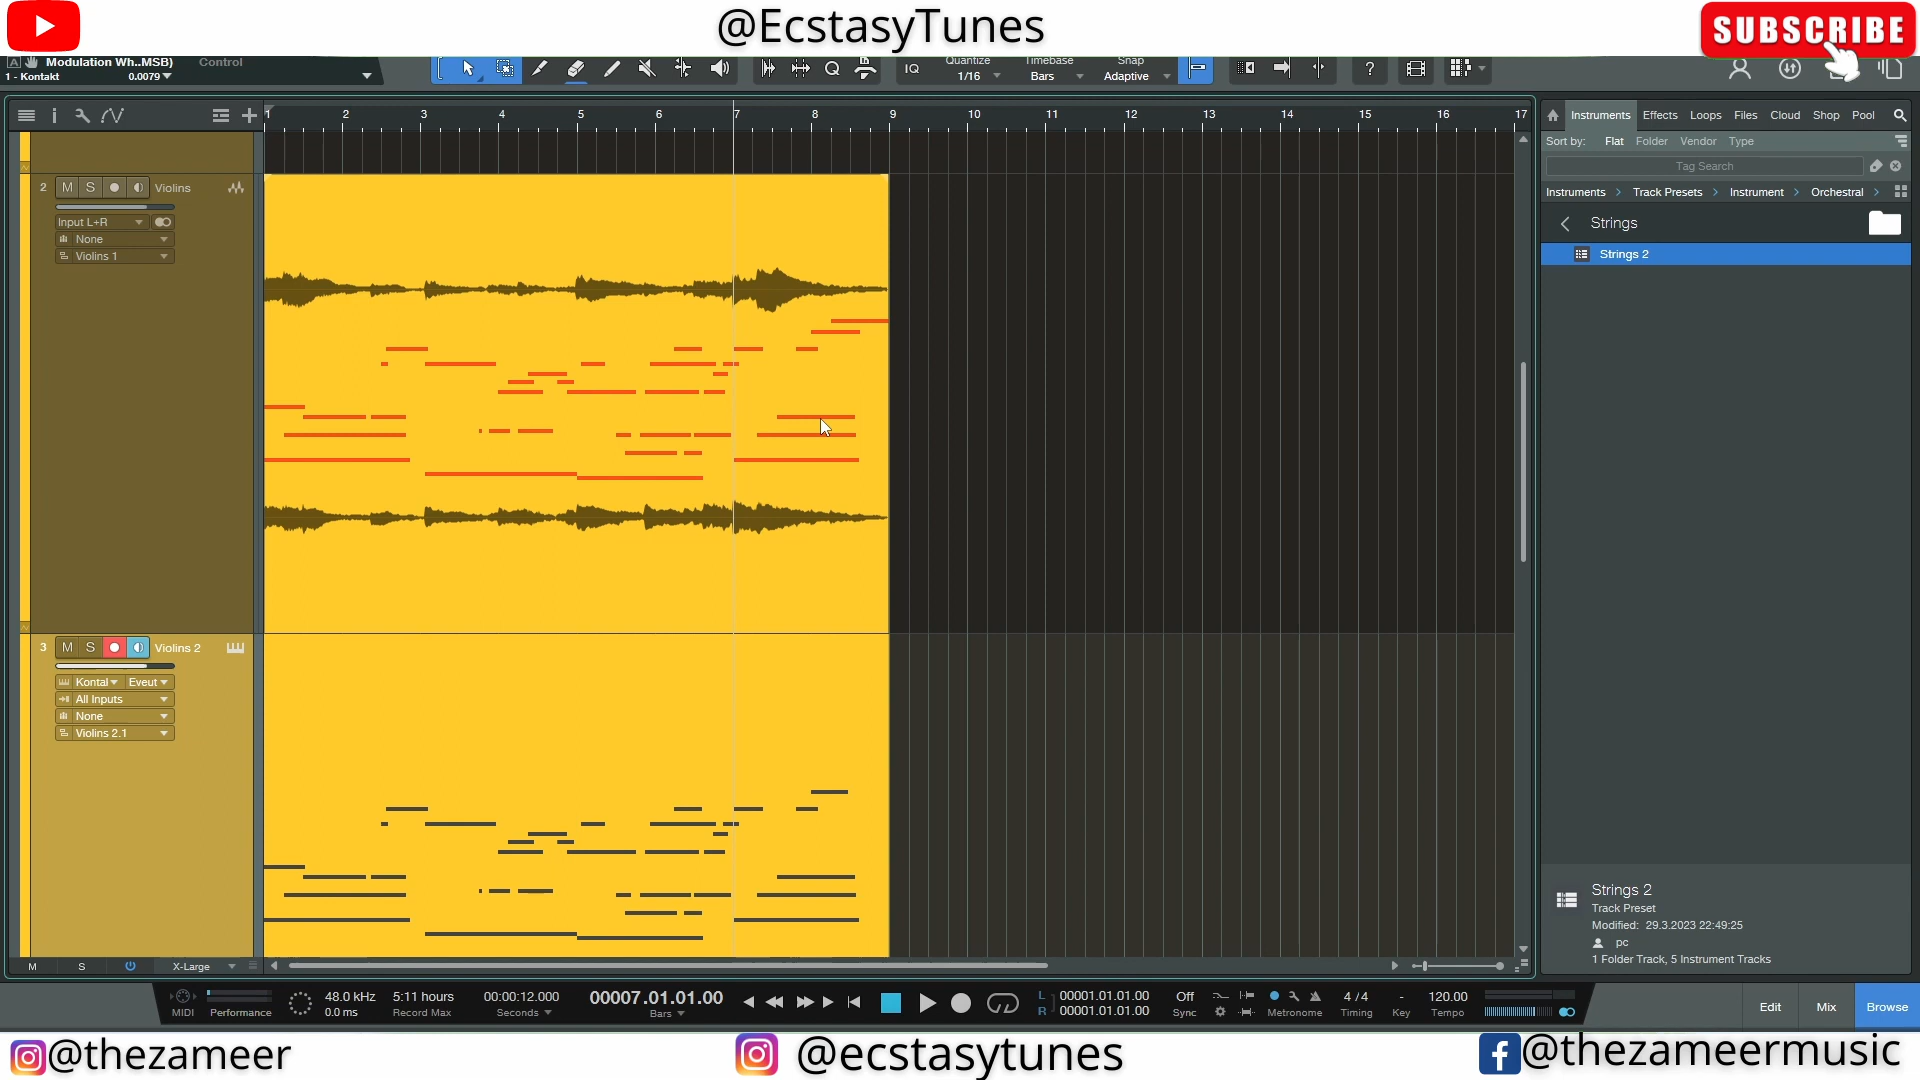 @EcstasyTunes
SUBSCRIBE
A Modulation Wh..MSB) Control
1 - Kontakt 0.0079
IQ
Quantize
1/16
Timebase
Bars
Snap
Adaptive
?
1 2 3 4 5 6 7 8 9 10 11 12 13 14 15 16 17
2 M S Violins
Input L+R
None
Violins 1
3 M S Violins 2
Kontal Eveut
All Inputs
None
Violins 2.1
M S X-Large
Instruments Effects Loops Files Cloud Shop Pool
Sort by: Flat Folder Vendor Type
Tag Search
Instruments Track Presets Instrument Orchestral
Strings
Strings 2
Strings 2
Track Preset
Modified: 29.3.2023 22:49:25
pc
1 Folder Track, 5 Instrument Tracks
MIDI
Performance
48.0 kHz
0.0 ms
5:11 hours
Record Max
00:00:12.000
Seconds
00007.01.01.00
Bars
L 00001.01.01.00
R 00001.01.01.00
Off
Sync
Metronome
4 / 4
Timing
-
Key
120.00
Tempo
Edit Mix Browse
@thezameer
@ecstasytunes
@thezameermusic